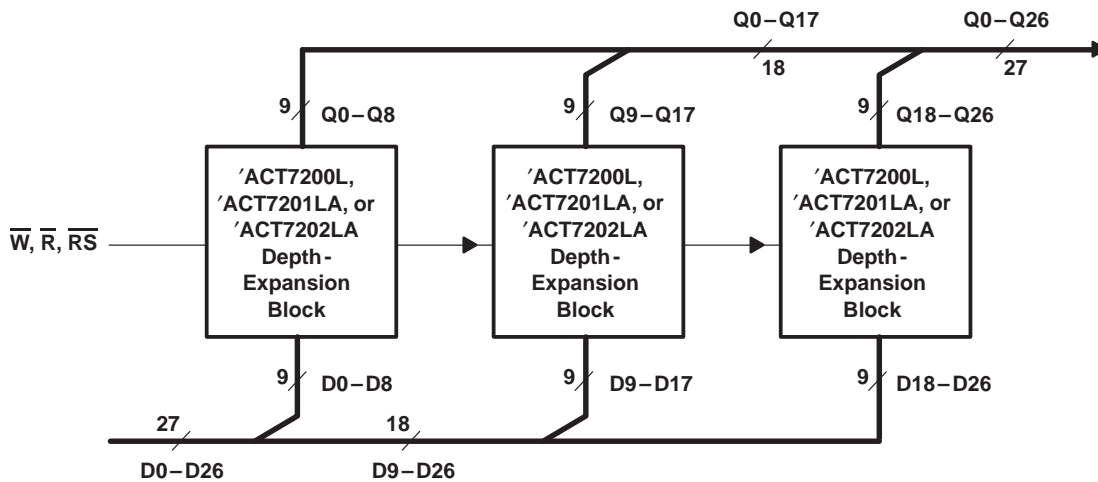 Q0–Q17
Q0–Q26
18
27
9
Q0–Q8
9
Q9–Q17
9
Q18–Q26
′ACT7200L,
′ACT7201LA, or
′ACT7202LA
Depth-
Expansion
Block
′ACT7200L,
′ACT7201LA, or
′ACT7202LA
Depth-
Expansion
Block
′ACT7200L,
′ACT7201LA, or
′ACT7202LA
Depth-
Expansion
Block
W̅, R̅, R̅S̅
9
D0–D8
9
D9–D17
9
D18–D26
27
18
D0–D26
D9–D26